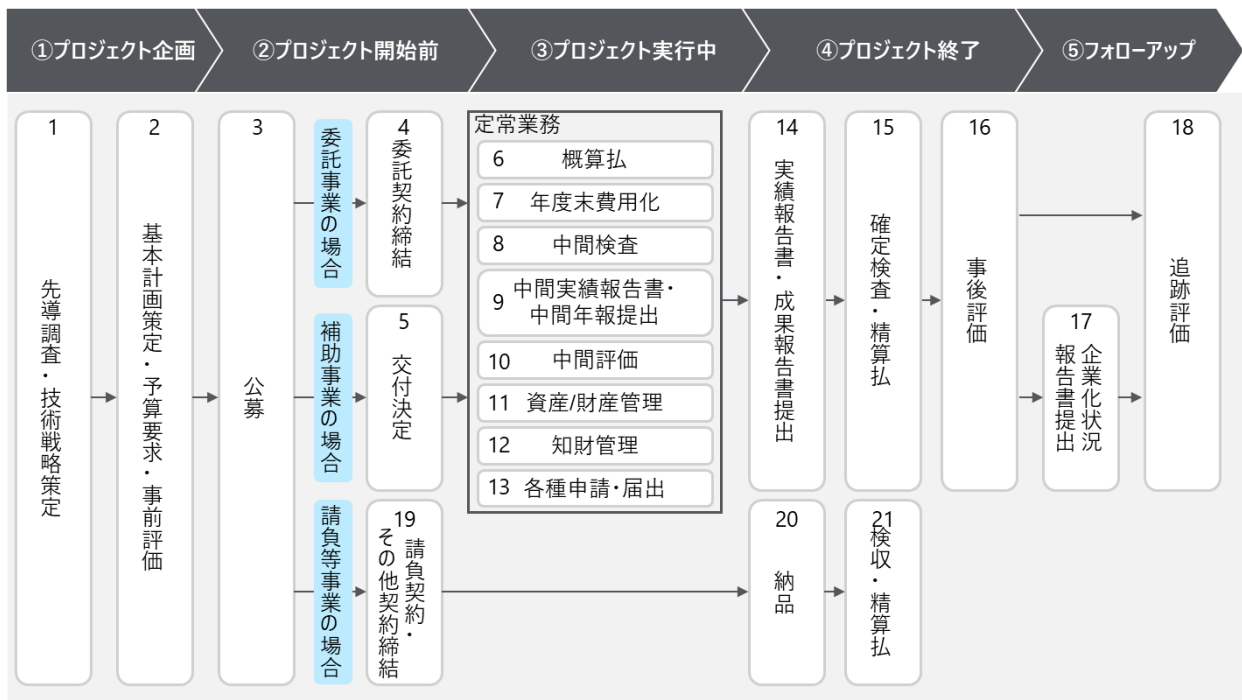 ①プロジェクト企画
②プロジェクト開始前
③プロジェクト実行中
④プロジェクト終了
⑤フォローアップ
1
先導調査・技術戦略策定
2
基本計画策定・予算要求・事前評価
3
公募
委託事業の場合
4
委託契約締結
補助事業の場合
5
交付決定
請負等事業の場合
19
請負契約・
その他契約締結
定常業務
6 概算払
7 年度末費用化
8 中間検査
9 中間実績報告書・
中間年報提出
10 中間評価
11 資産/財産管理
12 知財管理
13 各種申請・届出
14
実績報告書・成果報告書提出
15
確定検査・精算払
16
事後評価
17
企業化状況
報告書提出
18
追跡評価
20
納品
21
検収・精算払